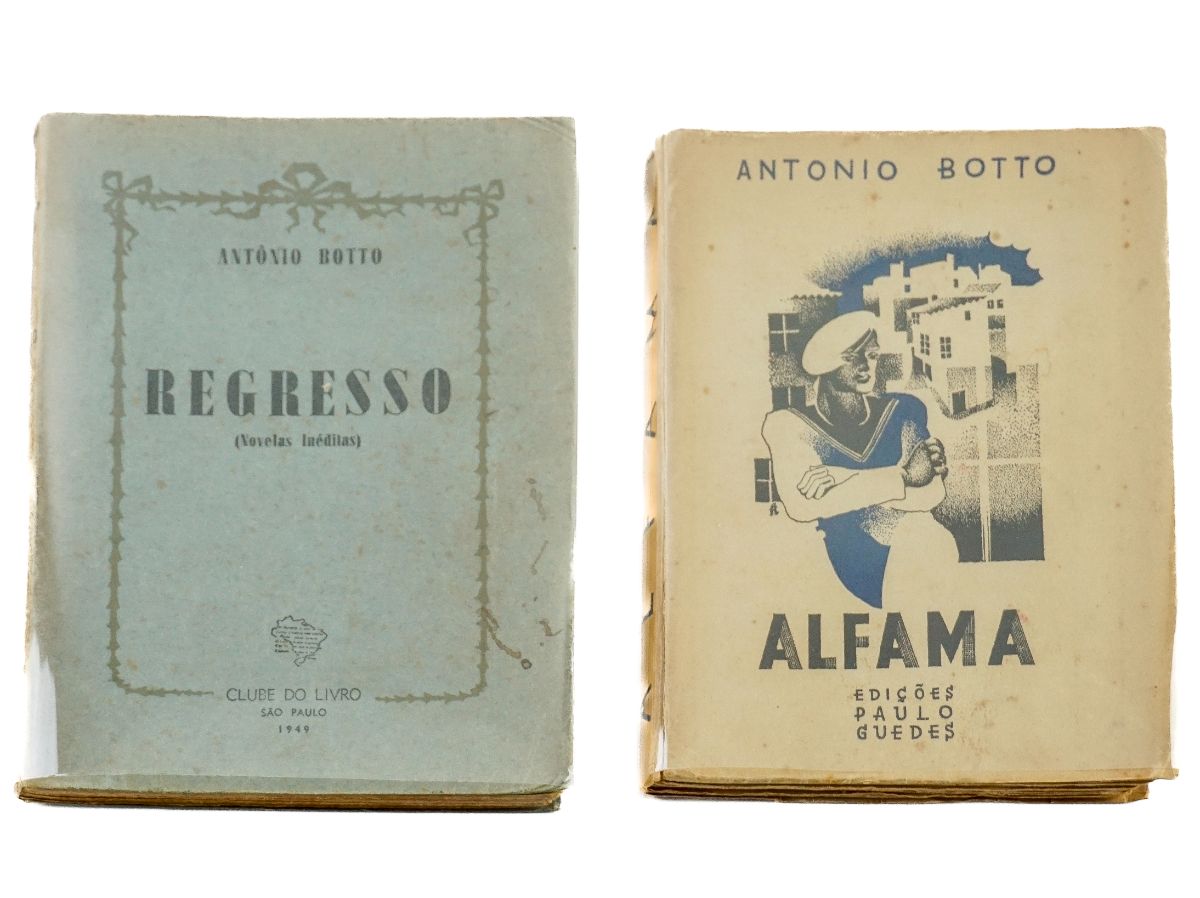 ANTÔNIO BOTTO
REGRESSO
(Novelas Inéditas)
CLUBE DO LIVRO
SÃO PAULO
1949
ANTONIO BOTTO
ALFAMA
EDIÇÕES
PAULO
GUEDES